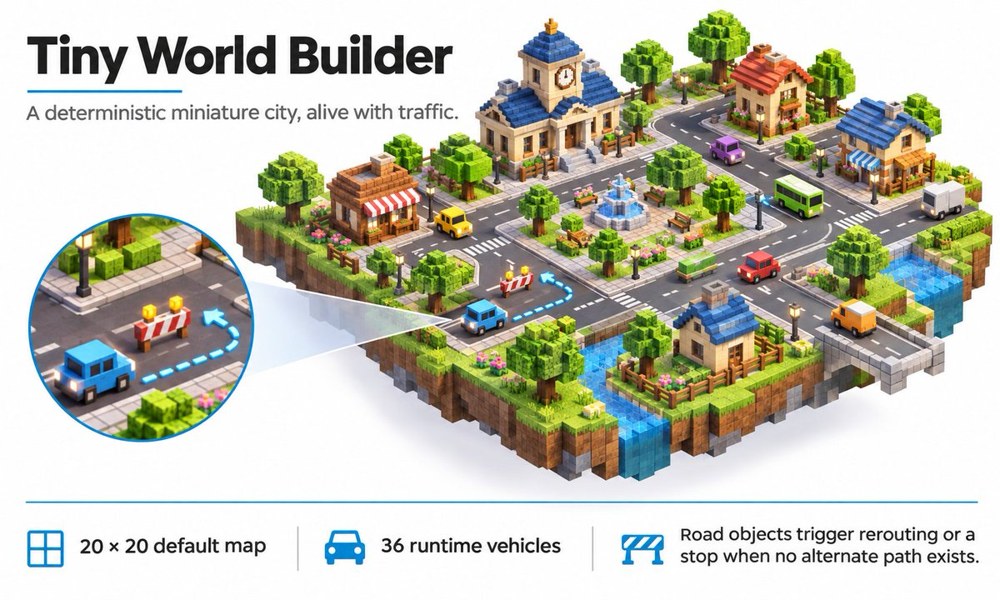 Tiny World Builder
A deterministic miniature city, alive with traffic.
20 × 20 default map
36 runtime vehicles
Road objects trigger rerouting or a
stop when no alternate path exists.